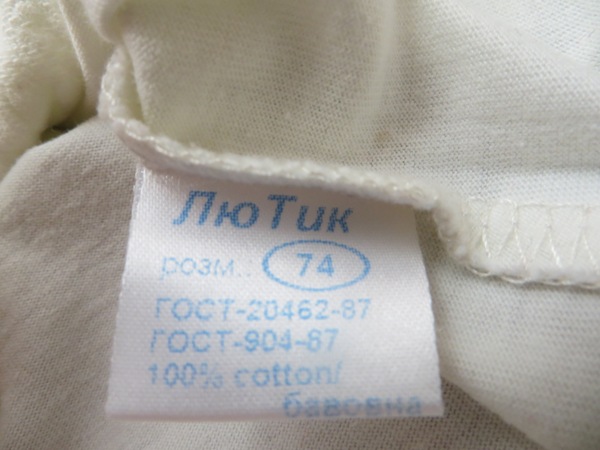 ЛюТик
розм.: 74
ГОСТ-20462-87
ГОСТ-904-87
100% cotton/
бавовна